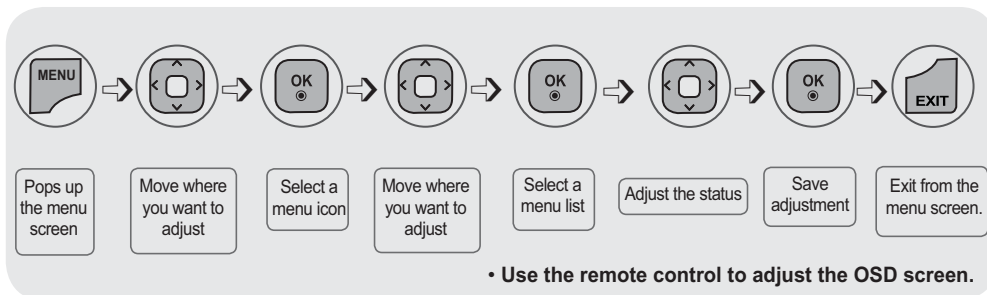 MENU
OK
OK
OK
EXIT
Pops up
the menu
screen
Move where
you want to
adjust
Select a
menu icon
Move where
you want to
adjust
Select a
menu list
Adjust the status
Save
adjustment
Exit from the
menu screen.
• Use the remote control to adjust the OSD screen.